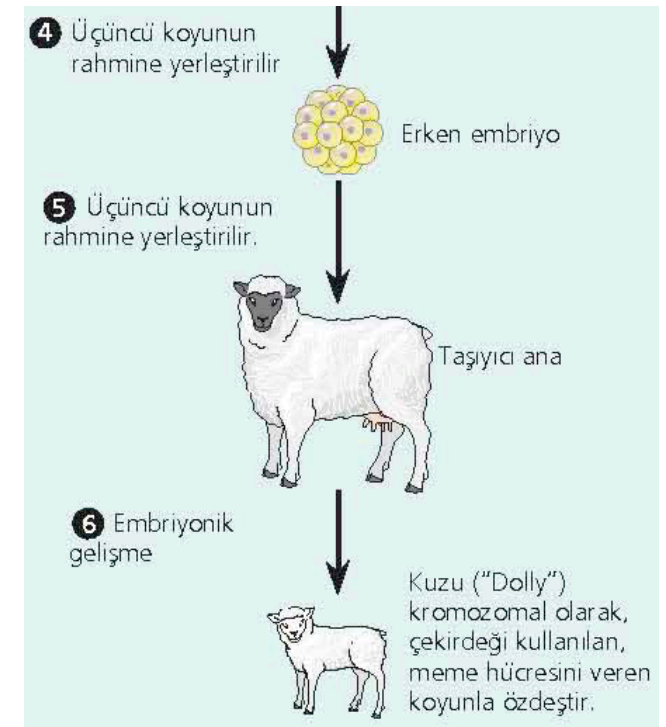 4 Üçüncü koyunun
rahmine yerleştirilir
Erken embriyo
5 Üçüncü koyunun
rahmine yerleştirilir.
Taşıyıcı ana
6 Embriyonik
gelişme
Kuzu ("Dolly")
kromozomal olarak,
çekirdeği kullanılan,
meme hücresini veren
koyunla özdeştir.